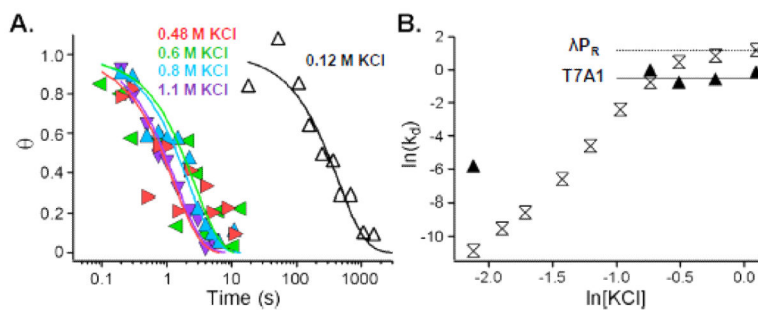 A.
0.48 M KCl
0.6 M KCl
0.8 M KCl
1.1 M KCl
0.12 M KCl
θ
1.0
0.8
0.6
0.4
0.2
0
0.1 1 10 100 1000
Time (s)
B.
λP_R
T7A1
ln(k_d)
2
0
-2
-4
-6
-8
-10
-2.0 -1.5 -1.0 -0.5 0.0
ln[KCl]